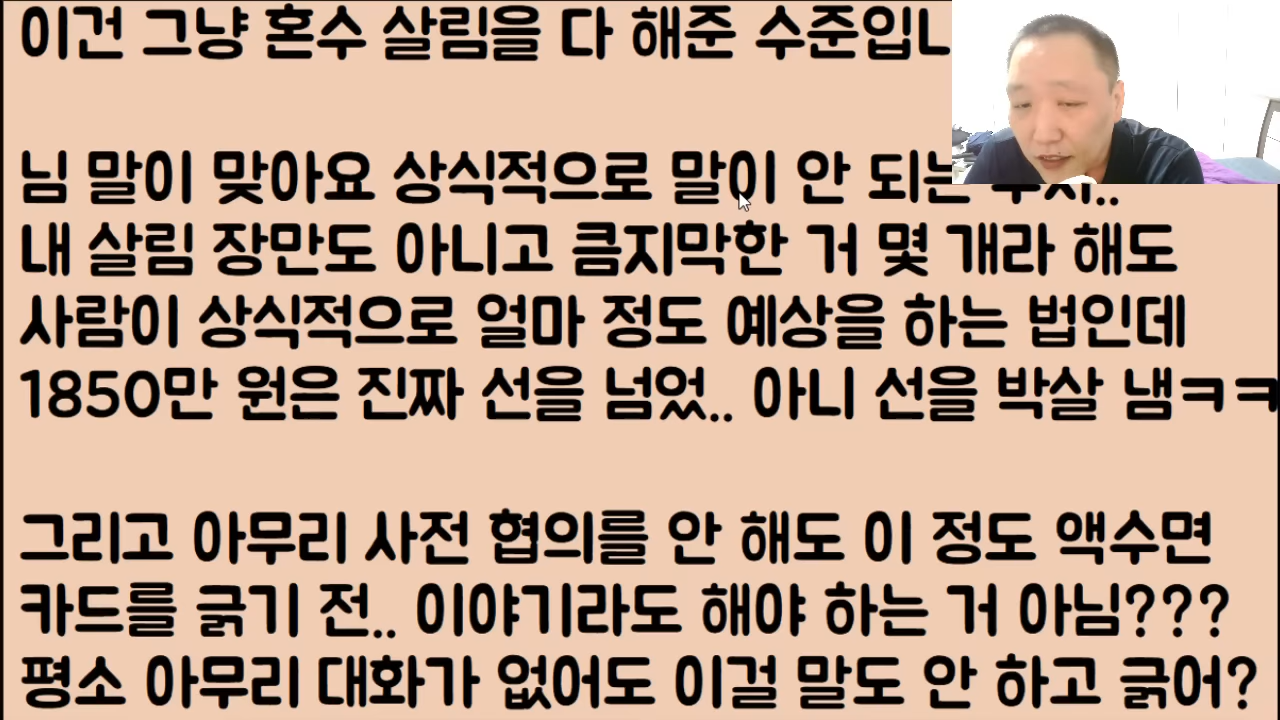 이건 그냥 혼수 살림을 다 해준
님 말이 맞아요 상식적으로 말이 안 되는
내 살림 장만도 아니고 큼지막한 거 몇 개라 해도
사람이 상식적으로 얼마 정도 예상을 하는 법인데
1850만 원은 진짜 선을 넘었.. 아니 선을 박살 냄ㅋㅋ
그리고 아무리 사전 협의를 안 해도 이 정도 액수면
카드를 긁기 전.. 이야기라도 해야 하는 거 아님???
평소 아무리 대화가 없어도 이걸 말도 안 하고 긁어?